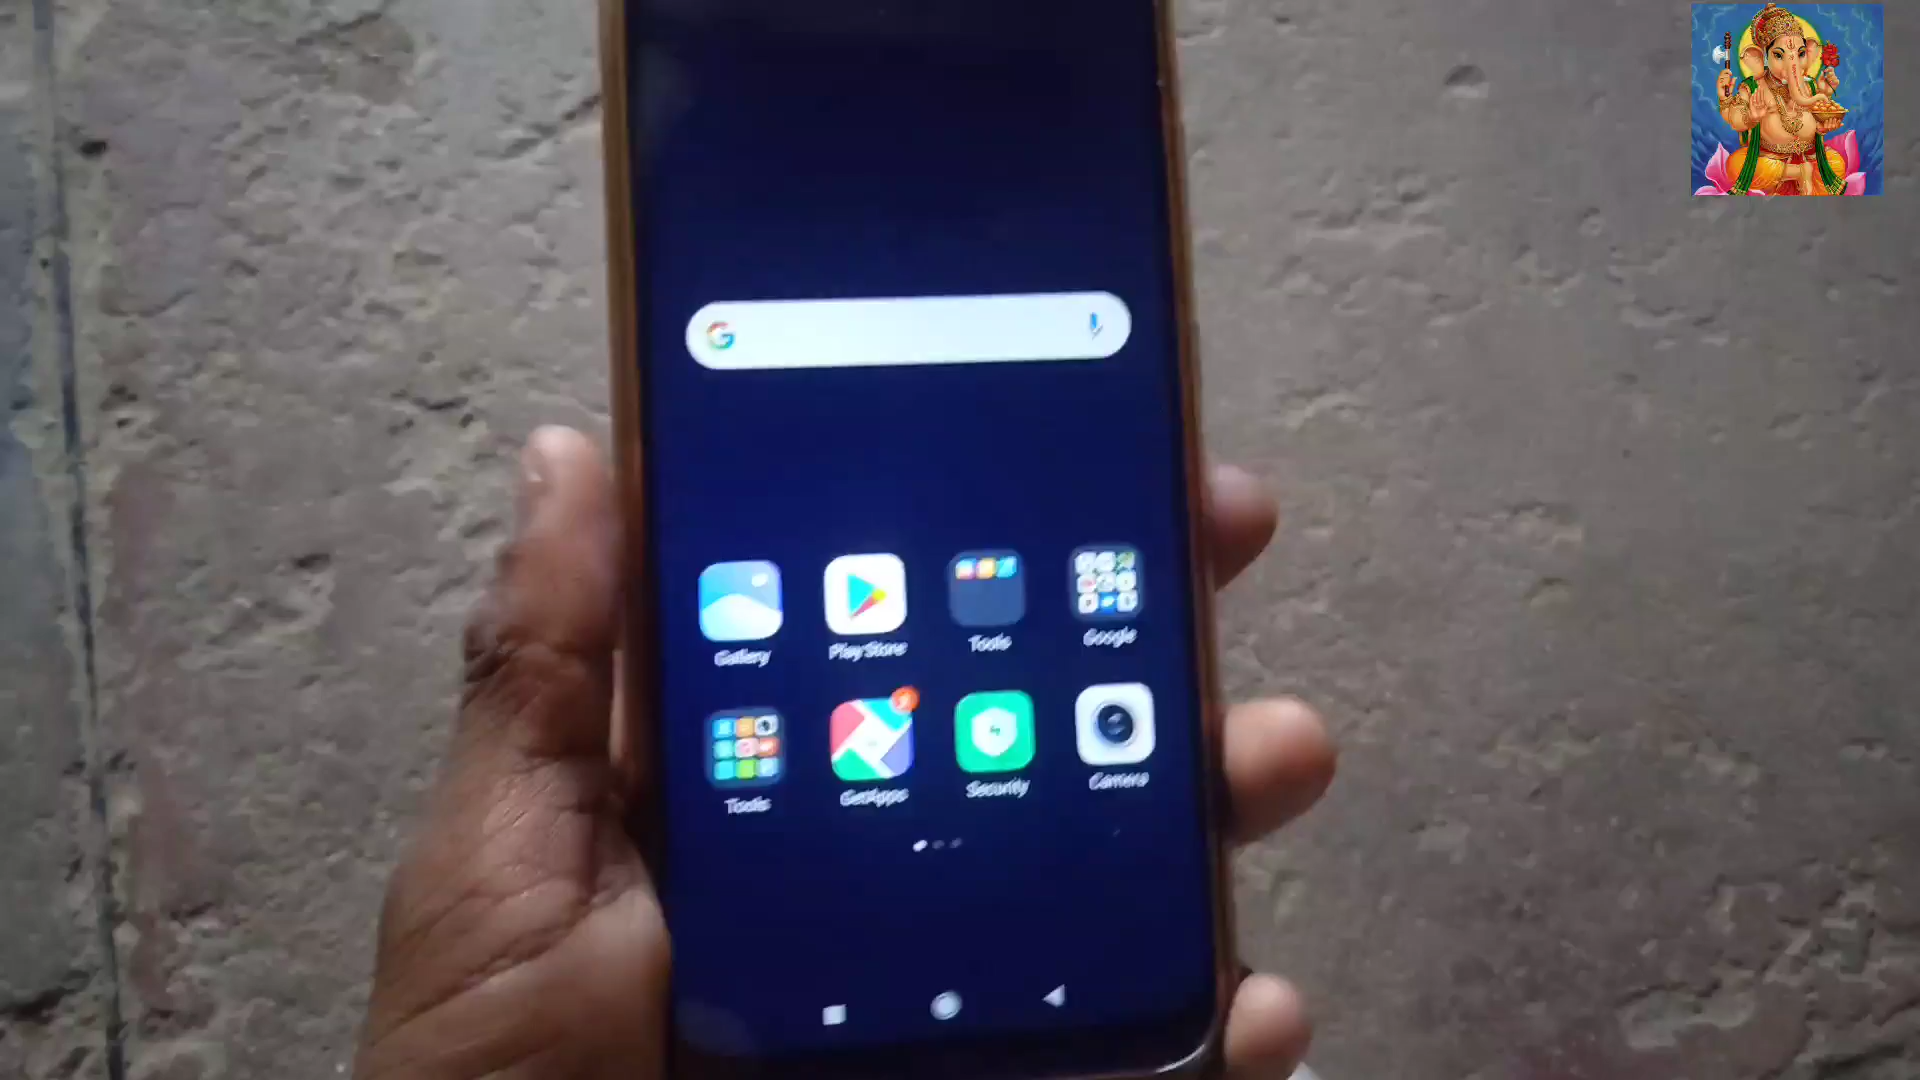 Gallery
Play Store
Tools
Google
Tools
GetApps
Security
Camera